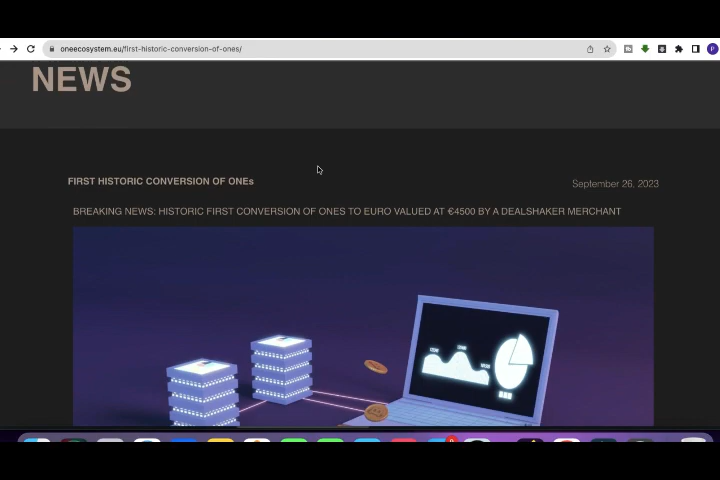 oneecosystem.eu/first-historic-conversion-of-ones/
NEWS
FIRST HISTORIC CONVERSION OF ONEs
September 26, 2023
BREAKING NEWS: HISTORIC FIRST CONVERSION OF ONES TO EURO VALUED AT €4500 BY A DEALSHAKER MERCHANT